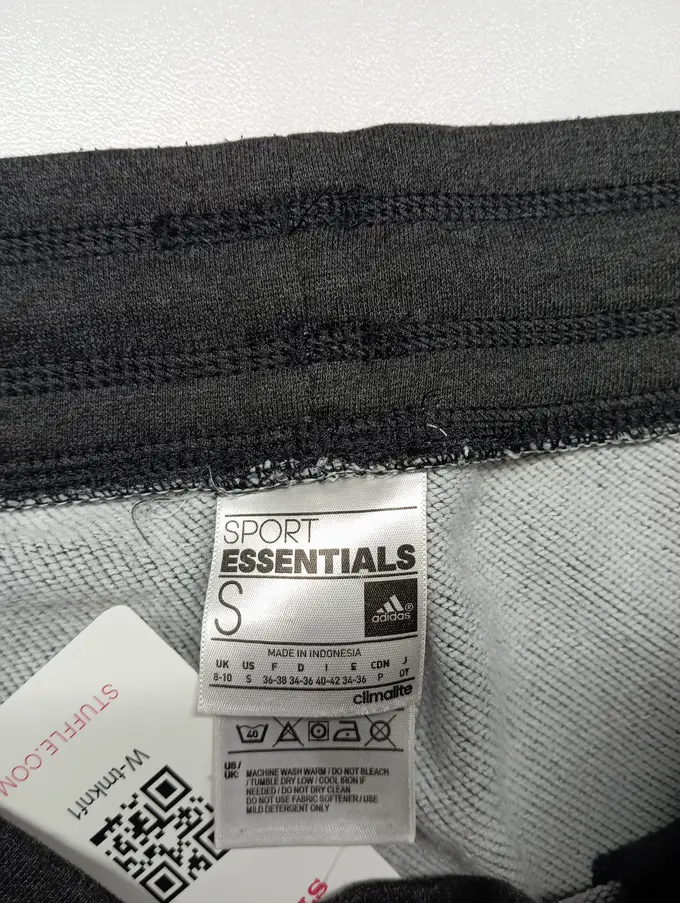 SPORT
ESSENTIALS
S
adidas®
MADE IN INDONESIA
UK US F D I E CDN J
8-10 S 36-38 34-36 40-42 34-36 P OT
climalite
40
US /
UK: MACHINE WASH WARM / DO NOT BLEACH
/ TUMBLE DRY LOW / COOL IRON IF
NEEDED / DO NOT DRY CLEAN
DO NOT USE FABRIC SOFTENER / USE
MILD DETERGENT ONLY
STUFFLE.COM
W-tmknf1